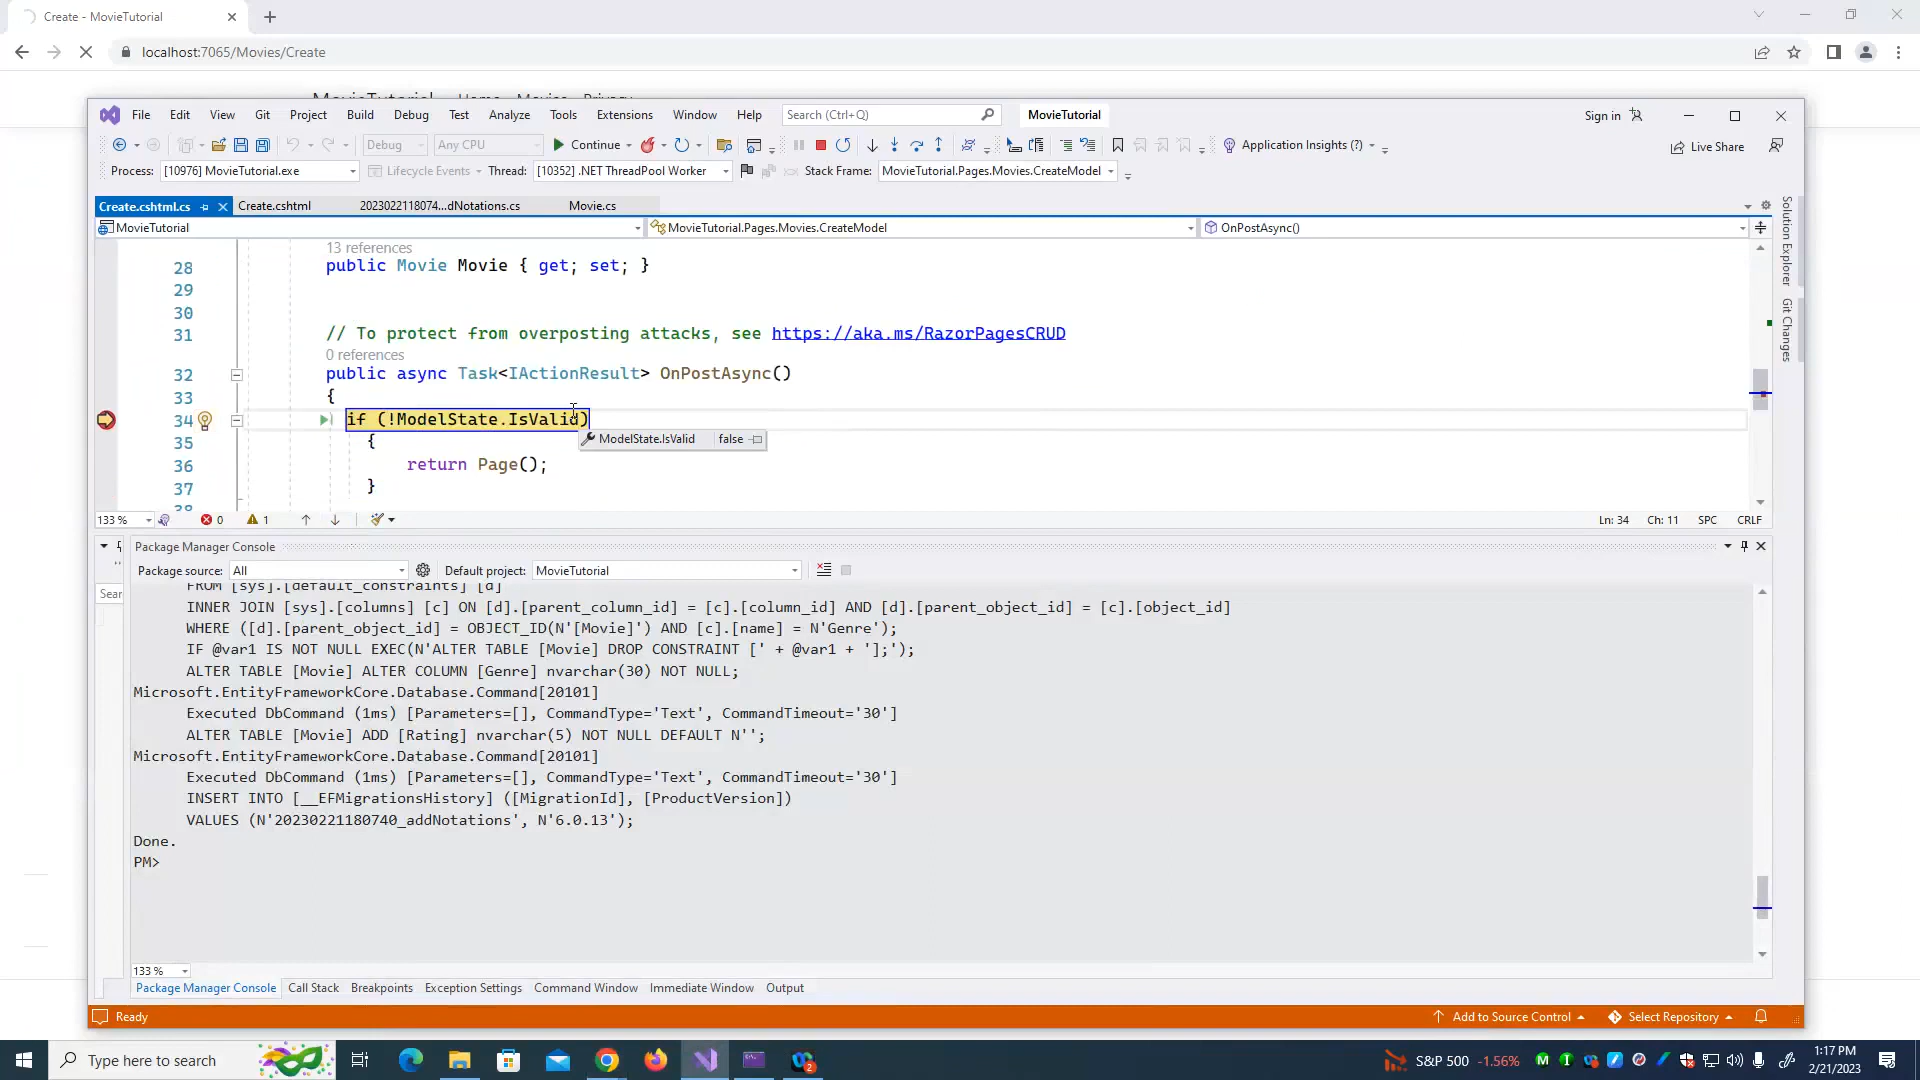 Create - MovieTutorial
localhost:7065/Movies/Create
File Edit View Git Project Build Debug Test Analyze Tools Extensions Window Help Search (Ctrl+Q) MovieTutorial Sign in
Debug Any CPU Continue Application Insights (?) Live Share
Process: [10976] MovieTutorial.exe Lifecycle Events Thread: [10352] .NET ThreadPool Worker Stack Frame: MovieTutorial.Pages.Movies.CreateModel
Create.cshtml.cs Create.cshtml 2023022118074...dNotations.cs Movie.cs
MovieTutorial MovieTutorial.Pages.Movies.CreateModel OnPostAsync()
Solution Explorer
Git Changes
13 references
28 public Movie Movie { get; set; }
29
30
31 // To protect from overposting attacks, see https://aka.ms/RazorPagesCRUD
0 references
32 public async Task<IActionResult> OnPostAsync()
33 {
34 if (!ModelState.IsValid)
ModelState.IsValid false
35 {
36 return Page();
37 }
38
133 % 0 1 Ln: 34 Ch: 11 SPC CRLF
Package Manager Console
Package source: All Default project: MovieTutorial
Sear
FROM [sys].[default_constraints] [d]
INNER JOIN [sys].[columns] [c] ON [d].[parent_column_id] = [c].[column_id] AND [d].[parent_object_id] = [c].[object_id]
WHERE ([d].[parent_object_id] = OBJECT_ID(N'[Movie]') AND [c].[name] = N'Genre');
IF @var1 IS NOT NULL EXEC(N'ALTER TABLE [Movie] DROP CONSTRAINT [' + @var1 + '];');
ALTER TABLE [Movie] ALTER COLUMN [Genre] nvarchar(30) NOT NULL;
Microsoft.EntityFrameworkCore.Database.Command[20101]
Executed DbCommand (1ms) [Parameters=[], CommandType='Text', CommandTimeout='30']
ALTER TABLE [Movie] ADD [Rating] nvarchar(5) NOT NULL DEFAULT N'';
Microsoft.EntityFrameworkCore.Database.Command[20101]
Executed DbCommand (1ms) [Parameters=[], CommandType='Text', CommandTimeout='30']
INSERT INTO [__EFMigrationsHistory] ([MigrationId], [ProductVersion])
VALUES (N'20230221180740_addNotations', N'6.0.13');
Done.
PM>
133 %
Package Manager Console Call Stack Breakpoints Exception Settings Command Window Immediate Window Output
Ready Add to Source Control Select Repository
Type here to search S&P 500 -1.56% 1:17 PM
2/21/2023